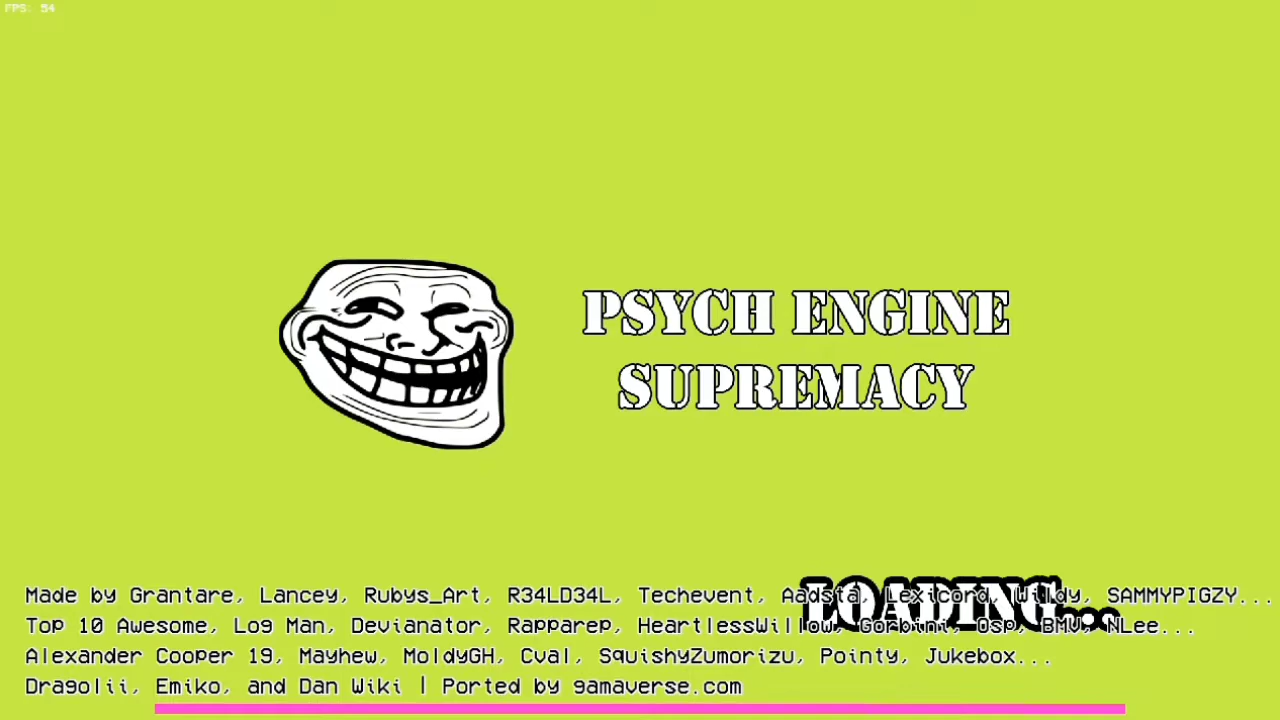 FPS: 54
PSYCH ENGINE
SUPREMACY
LOADING...
Made by Grantare, Lancey, Rubys_Art, R34LD34L, Techevent, Aadsta, Lexicord, Wildy, SAMMYPIGZY...
Top 10 Awesome, Log Man, Devianator, Rapparep, HeartlessWillow, Gorbini, Osp, BMV, NLee...
Alexander Cooper 19, Mayhew, MoldyGH, Cval, SquishyZumorizu, Pointy, Jukebox...
Dragolii, Emiko, and Dan Wiki | Ported by gamaverse.com